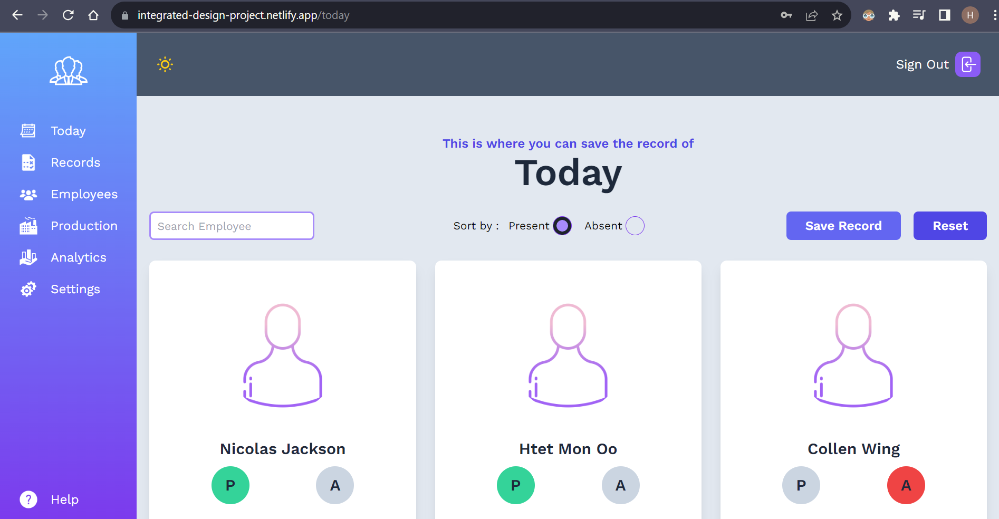 integrated-design-project.netlify.app/today
H
Sign Out
Today
Records
Employees
Production
Analytics
Settings
? Help
This is where you can save the record of
Today
Search Employee
Sort by : Present Absent
Save Record
Reset
Nicolas Jackson
P A
Htet Mon Oo
P A
Collen Wing
P A